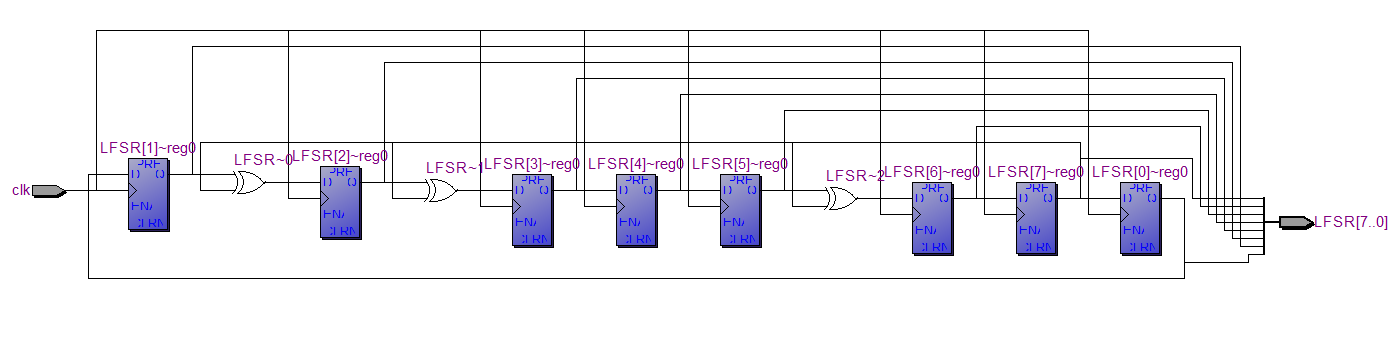 LFSR[1]~reg0
LFSR~0
LFSR[2]~reg0
LFSR~1
LFSR[3]~reg0
LFSR[4]~reg0
LFSR[5]~reg0
LFSR~2
LFSR[6]~reg0
LFSR[7]~reg0
LFSR[0]~reg0
clk
LFSR[7..0]
PRE
D Q
ENA
CLRN
PRE
D Q
ENA
CLRN
PRE
D Q
ENA
CLRN
PRE
D Q
ENA
CLRN
PRE
D Q
ENA
CLRN
PRE
D Q
ENA
CLRN
PRE
D Q
ENA
CLRN
PRE
D Q
ENA
CLRN